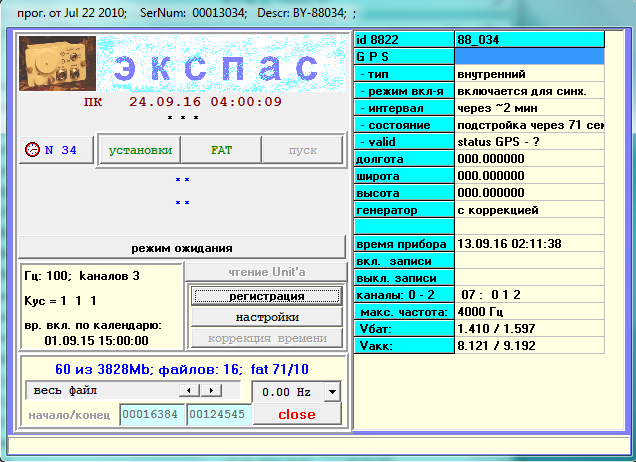 прог. от Jul 22 2010; SerNum: 00013034; Descr: BY-88034; ;
экспас
ПК 24.09.16 04:00:09
* * *
N 34 установки FAT пуск
* *
* *
режим ожидания
Гц: 100; каналов 3
Кус = 1 1 1
вр. вкл. по календарю:
01.09.15 15:00:00
чтение Unit'a
регистрация
настройки
коррекция времени
60 из 3828Mb; файлов: 16; fat 71/10
весь файл 0.00 Hz
начало/конец 00016384 00124545 close
id 8822 88_034
G P S
- тип внутренний
- режим вкл-я включается для синх.
- интервал через ~2 мин
- состояние подстройка через 71 сек
- valid status GPS - ?
долгота 000.000000
широта 000.000000
высота 000.000000
генератор с коррекцией
время прибора 13.09.16 02:11:38
вкл. записи
выкл. записи
каналы: 0 - 2 07 : 0 1 2
макс. частота: 4000 Гц
Vбат: 1.410 / 1.597
Vакк: 8.121 / 9.192